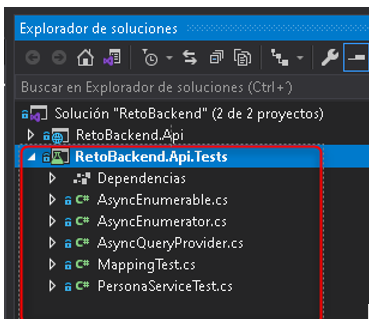 Explorador de soluciones
Buscar en Explorador de soluciones (Ctrl+´)
Solución "RetoBackend" (2 de 2 proyectos)
RetoBackend.Api
RetoBackend.Api.Tests
Dependencias
C# AsyncEnumerable.cs
C# AsyncEnumerator.cs
C# AsyncQueryProvider.cs
C# MappingTest.cs
C# PersonaServiceTest.cs